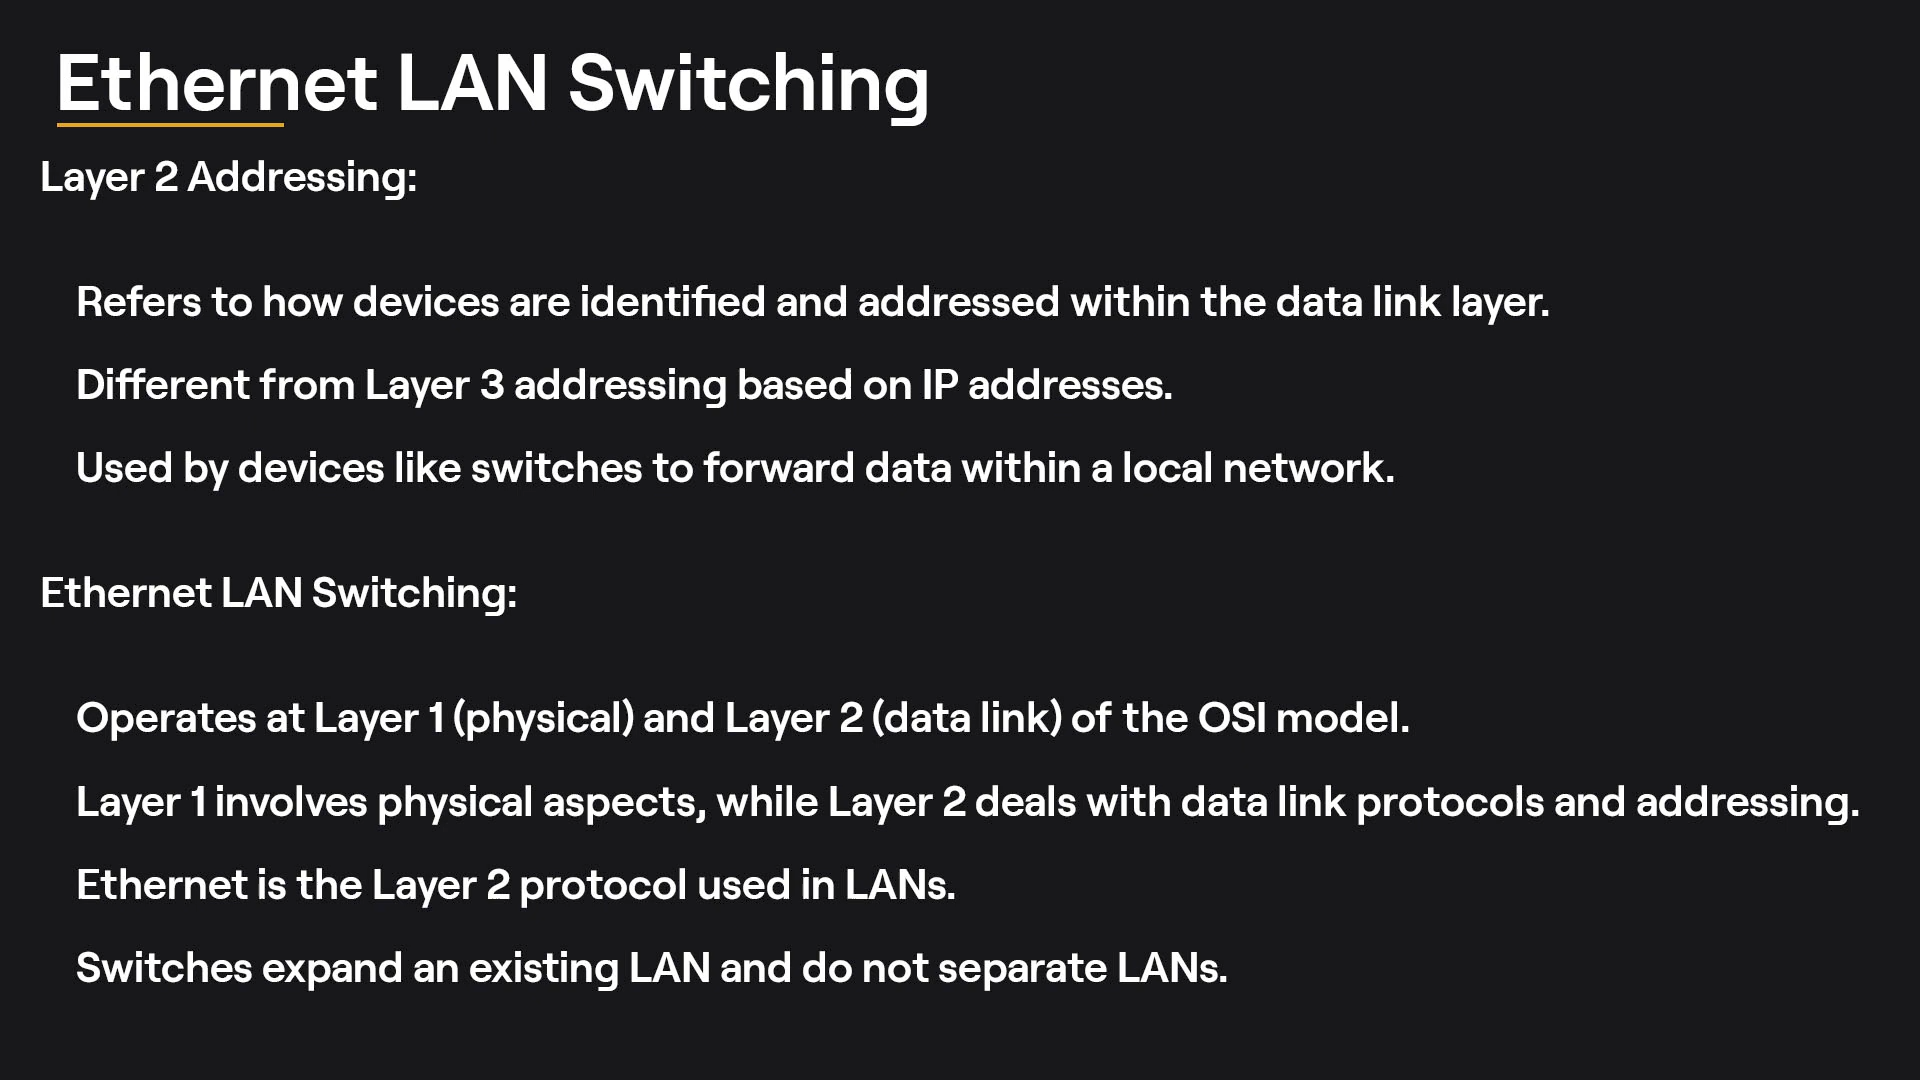 Ethernet LAN Switching
Layer 2 Addressing:
Refers to how devices are identified and addressed within the data link layer.
Different from Layer 3 addressing based on IP addresses.
Used by devices like switches to forward data within a local network.
Ethernet LAN Switching:
Operates at Layer 1 (physical) and Layer 2 (data link) of the OSI model.
Layer 1 involves physical aspects, while Layer 2 deals with data link protocols and addressing.
Ethernet is the Layer 2 protocol used in LANs.
Switches expand an existing LAN and do not separate LANs.